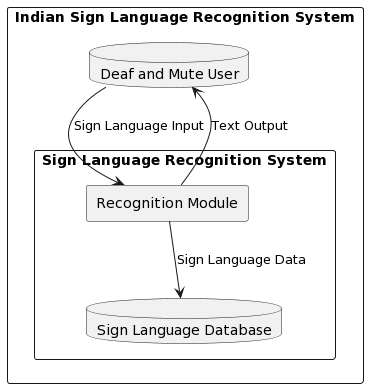 Indian Sign Language Recognition System
Deaf and Mute User
Sign Language Input
Text Output
Sign Language Recognition System
Recognition Module
Sign Language Data
Sign Language Database